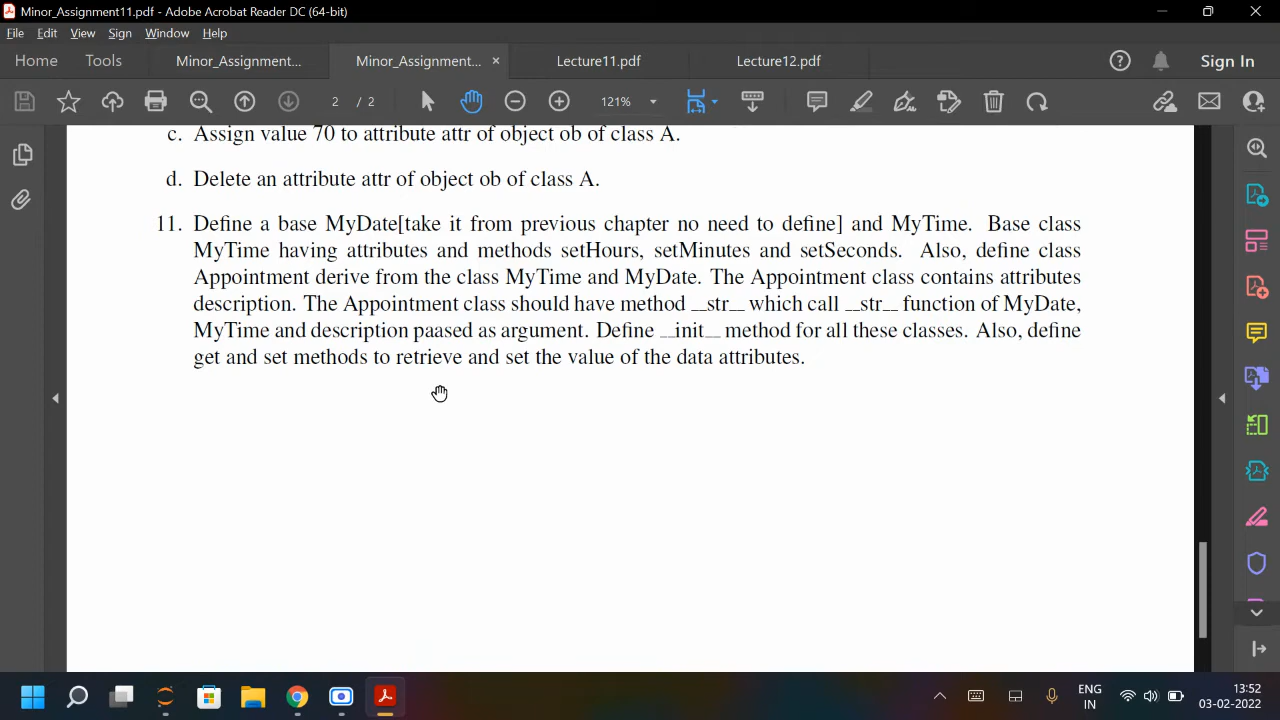 Minor_Assignment11.pdf - Adobe Acrobat Reader DC (64-bit)
File Edit View Sign Window Help
Home Tools Minor_Assignment... Minor_Assignment... × Lecture11.pdf Lecture12.pdf Sign In
2 / 2 121%
c. Assign value 70 to attribute attr of object ob of class A.
d. Delete an attribute attr of object ob of class A.
11. Define a base MyDate[take it from previous chapter no need to define] and MyTime. Base class
MyTime having attributes and methods setHours, setMinutes and setSeconds. Also, define class
Appointment derive from the class MyTime and MyDate. The Appointment class contains attributes
description. The Appointment class should have method __str__ which call __str__ function of MyDate,
MyTime and description paased as argument. Define __init__ method for all these classes. Also, define
get and set methods to retrieve and set the value of the data attributes.
ENG 13:52
IN 03-02-2022